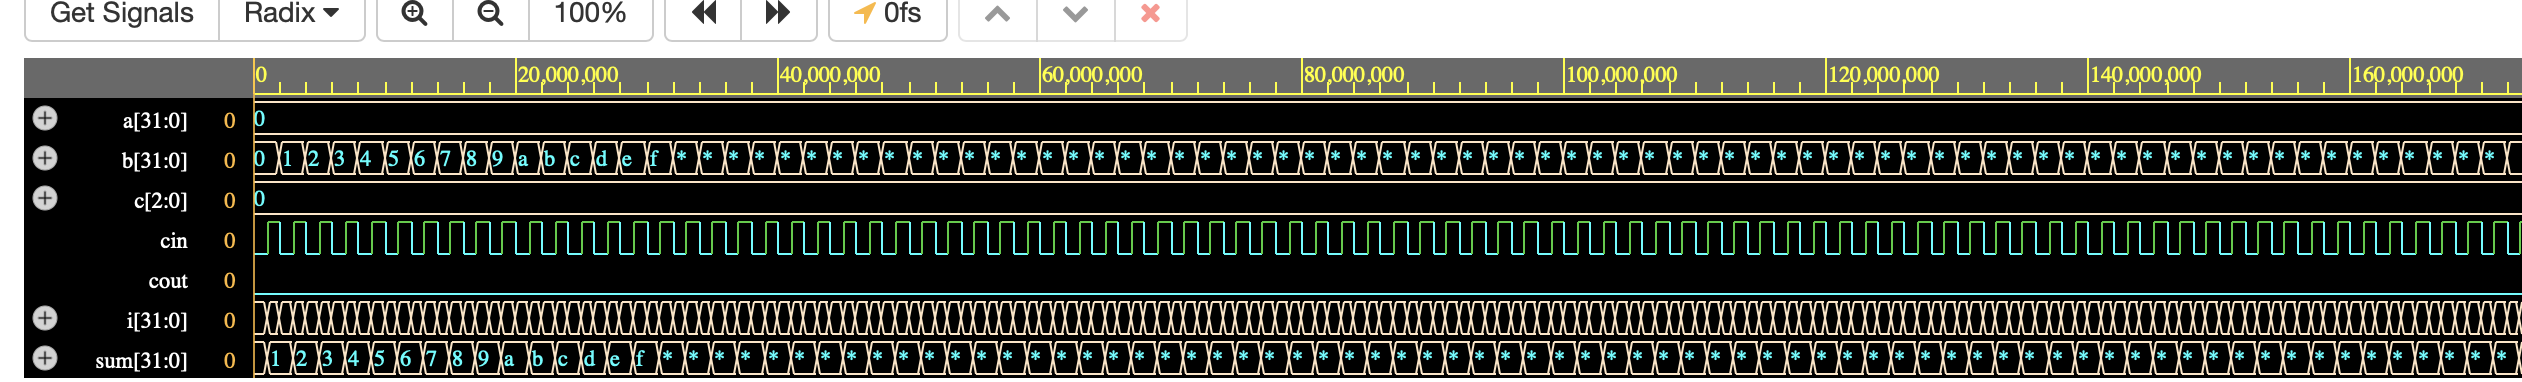 Get Signals Radix 100% 0fs
0 20,000,000 40,000,000 60,000,000 80,000,000 100,000,000 120,000,000 140,000,000 160,000,000
a[31:0] 0 0
b[31:0] 0 0 1 2 3 4 5 6 7 8 9 a b c d e f * * * * * * * * * * * * * * * * * * * * * * * * * * * * * * * * * * * * * * * * * * * * * * * * * * * * * * * * * * * * * * * * * * * * * *
c[2:0] 0 0
cin 0
cout 0
i[31:0] 0
sum[31:0] 0 1 2 3 4 5 6 7 8 9 a b c d e f * * * * * * * * * * * * * * * * * * * * * * * * * * * * * * * * * * * * * * * * * * * * * * * * * * * * * * * * * * * * * * * * * * * * * *